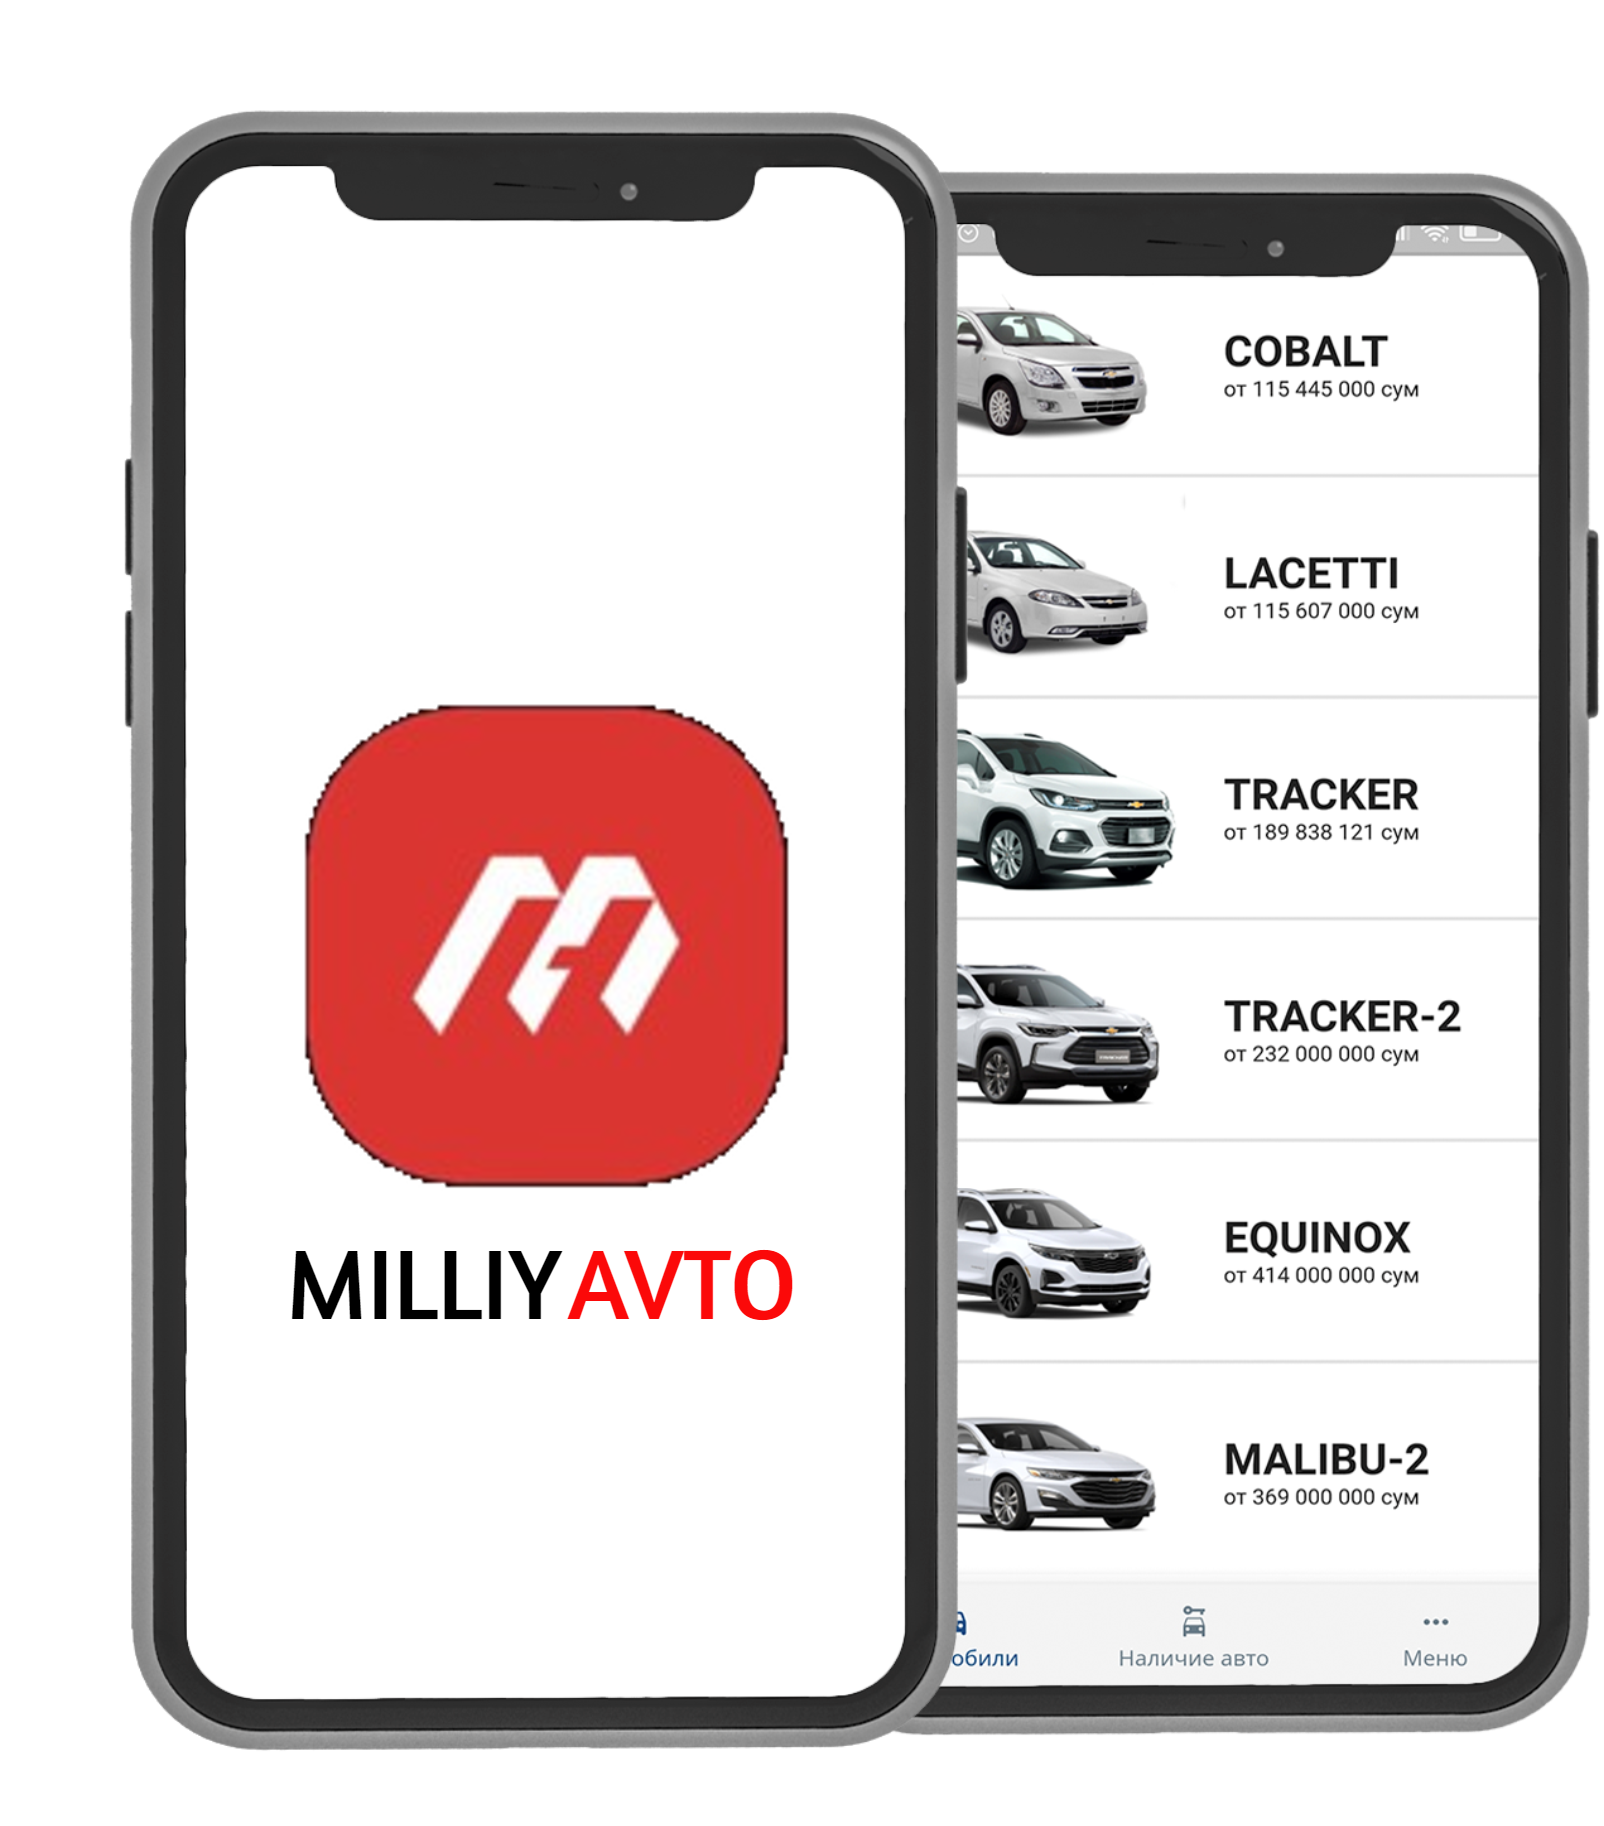 MILLIYAVTO
COBALT
от 115 445 000 сум
LACETTI
от 115 607 000 сум
TRACKER
от 189 838 121 сум
TRACKER-2
от 232 000 000 сум
EQUINOX
от 414 000 000 сум
MALIBU-2
от 369 000 000 сум
обили Наличие авто Меню